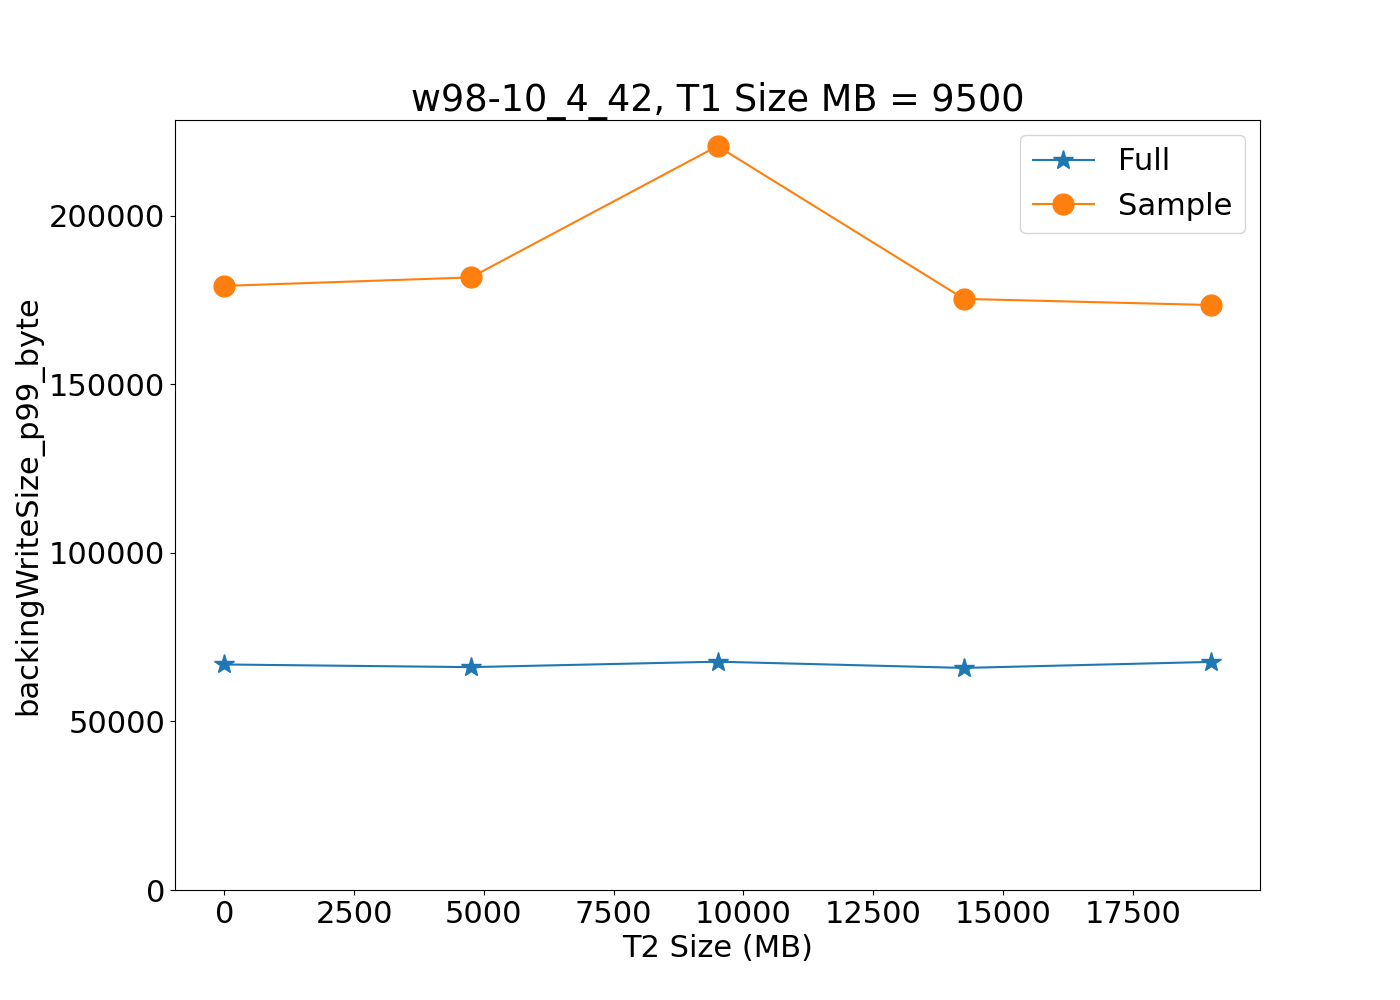 w98-10_4_42, T1 Size MB = 9500
Full
Sample
backingWriteSize_p99_byte
200000
150000
100000
50000
0
0 2500 5000 7500 10000 12500 15000 17500
T2 Size (MB)